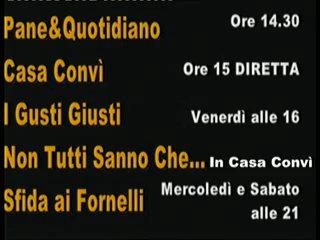 Pane&Quotidiano Ore 14.30
Casa Convì Ore 15 DIRETTA
I Gusti Giusti Venerdì alle 16
Non Tutti Sanno Che... In Casa Convì
Sfida ai Fornelli Mercoledì e Sabato
alle 21